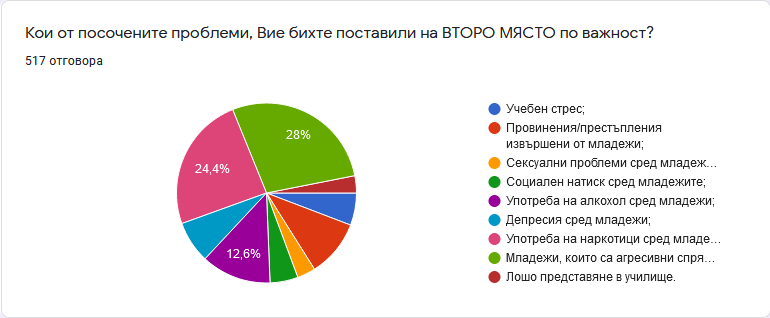 Кои от посочените проблеми, Вие бихте поставили на ВТОРО МЯСТО по важност?
517 отговора
28%
24,4%
12,6%
Учебен стрес;
Провинения/престъпления
извършени от младежи;
Сексуални проблеми сред младеж…
Социален натиск сред младежите;
Употреба на алкохол сред младежи;
Депресия сред младежи;
Употреба на наркотици сред младе…
Младежи, които са агресивни спря…
Лошо представяне в училище.